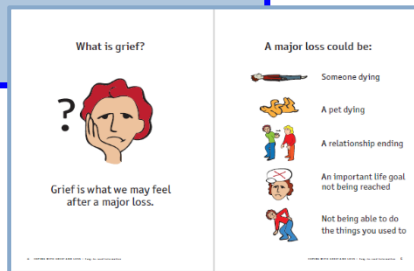 What is grief?
?
Grief is what we may feel
after a major loss.
A major loss could be:
Someone dying
A pet dying
A relationship ending
An important life goal
not being reached
Not being able to do
the things you used to